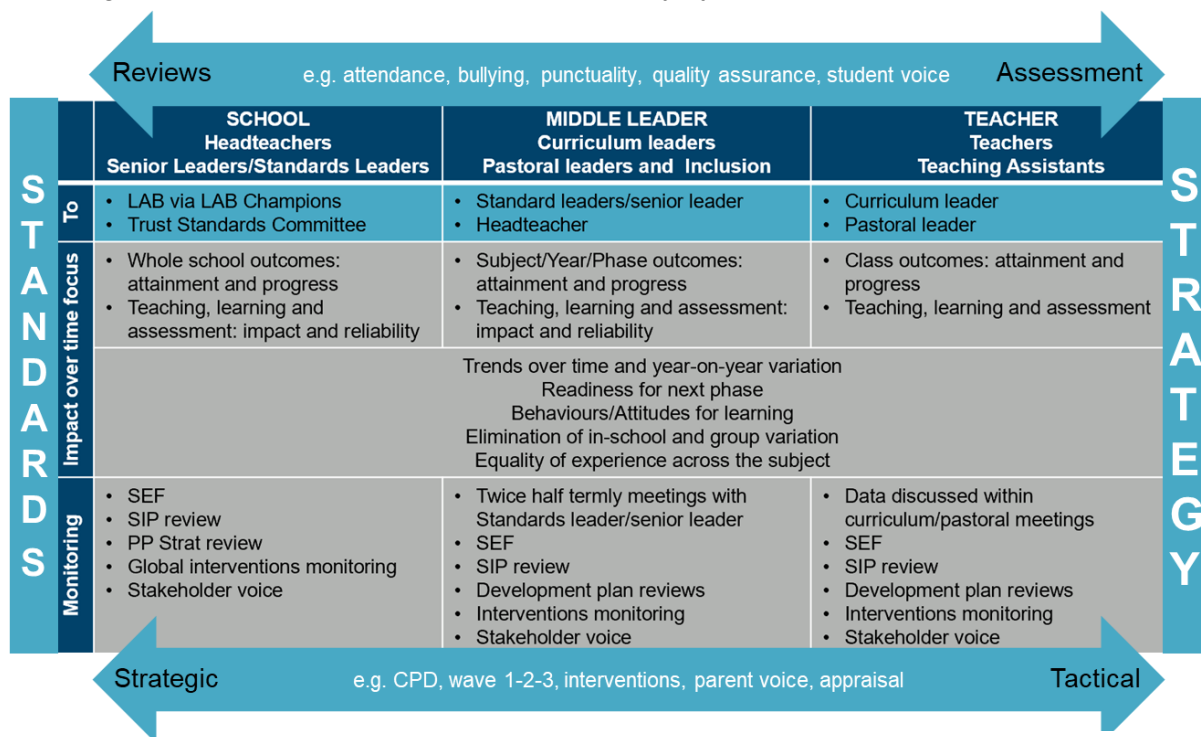 Reviews e.g. attendance, bullying, punctuality, quality assurance, student voice Assessment
STANDARDS
STRATEGY
SCHOOL
Headteachers
Senior Leaders/Standards Leaders
MIDDLE LEADER
Curriculum leaders
Pastoral leaders and Inclusion
TEACHER
Teachers
Teaching Assistants
To
• LAB via LAB Champions
• Trust Standards Committee
• Standard leaders/senior leader
• Headteacher
• Curriculum leader
• Pastoral leader
Impact over time focus
• Whole school outcomes:
attainment and progress
• Teaching, learning and
assessment: impact and reliability
• Subject/Year/Phase outcomes:
attainment and progress
• Teaching, learning and assessment:
impact and reliability
• Class outcomes: attainment and
progress
• Teaching, learning and assessment
Trends over time and year-on-year variation
Readiness for next phase
Behaviours/Attitudes for learning
Elimination of in-school and group variation
Equality of experience across the subject
Monitoring
• SEF
• SIP review
• PP Strat review
• Global interventions monitoring
• Stakeholder voice
• Twice half termly meetings with
Standards leader/senior leader
• SEF
• SIP review
• Development plan reviews
• Interventions monitoring
• Stakeholder voice
• Data discussed within
curriculum/pastoral meetings
• SEF
• SIP review
• Development plan reviews
• Interventions monitoring
• Stakeholder voice
Strategic e.g. CPD, wave 1-2-3, interventions, parent voice, appraisal Tactical